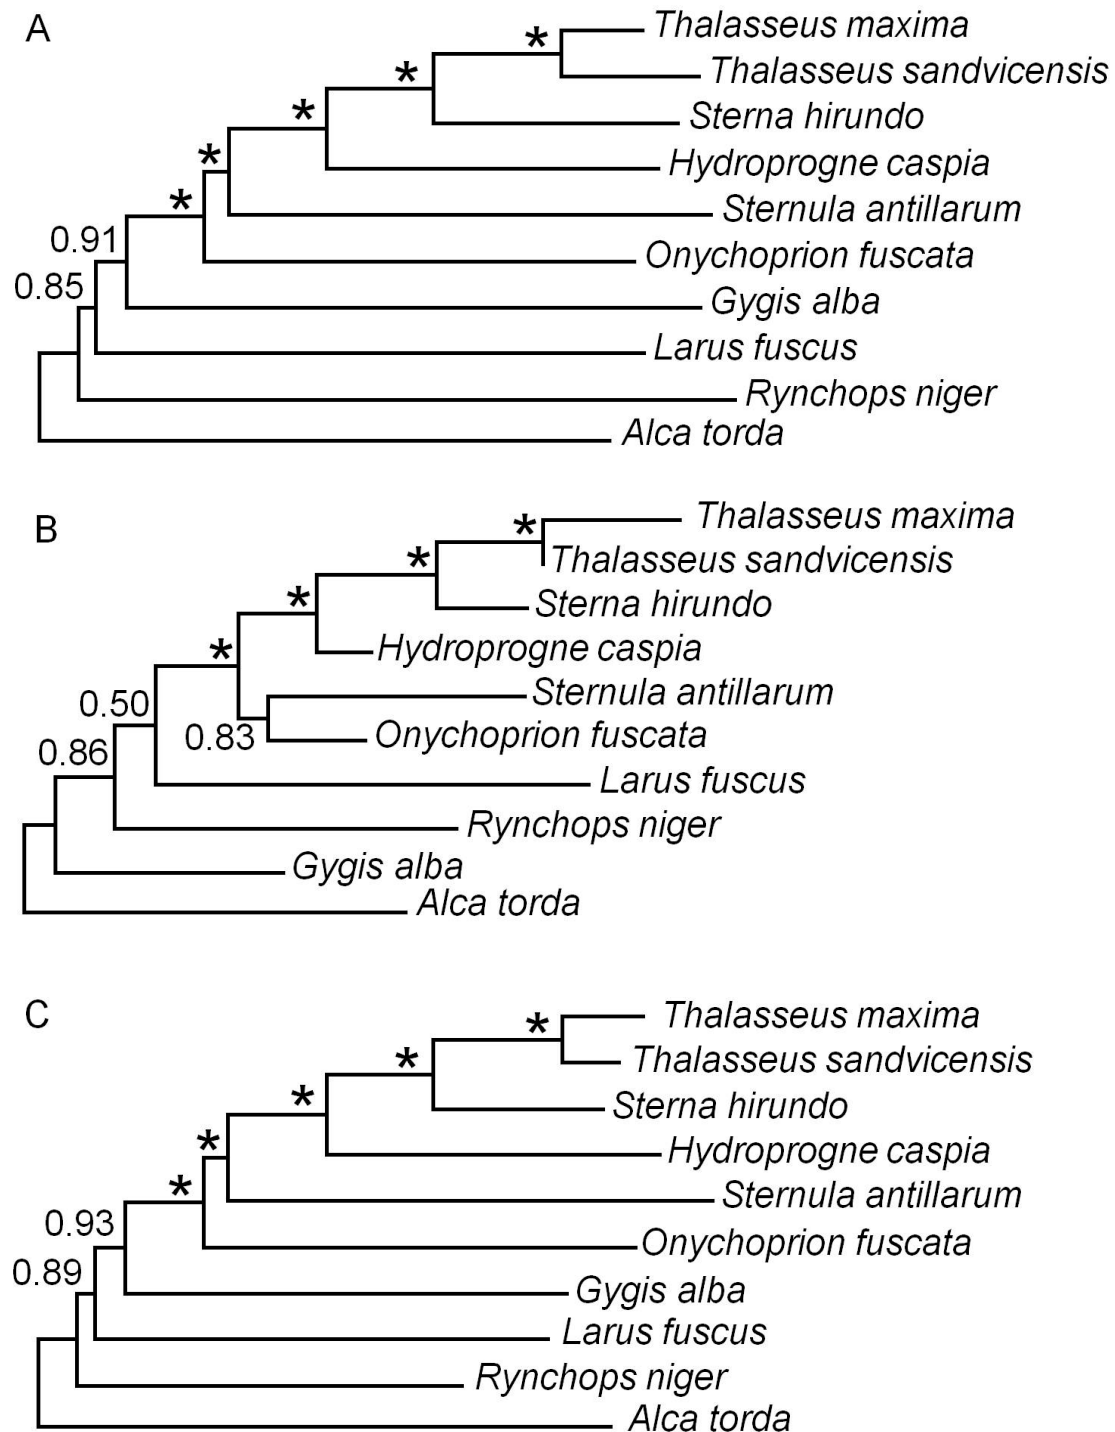 A
*
Thalasseus maxima
*
Thalasseus sandvicensis
*
Sterna hirundo
*
Hydroprogne caspia
*
Sternula antillarum
0.91
Onychoprion fuscata
0.85
Gygis alba
Larus fuscus
Rynchops niger
Alca torda
B
*
Thalasseus maxima
*
Thalasseus sandvicensis
*
Sterna hirundo
*
Hydroprogne caspia
Sternula antillarum
0.50
0.83
Onychoprion fuscata
0.86
Larus fuscus
Rynchops niger
Gygis alba
Alca torda
C
*
Thalasseus maxima
*
Thalasseus sandvicensis
*
Sterna hirundo
*
Hydroprogne caspia
*
Sternula antillarum
0.93
Onychoprion fuscata
0.89
Gygis alba
Larus fuscus
Rynchops niger
Alca torda